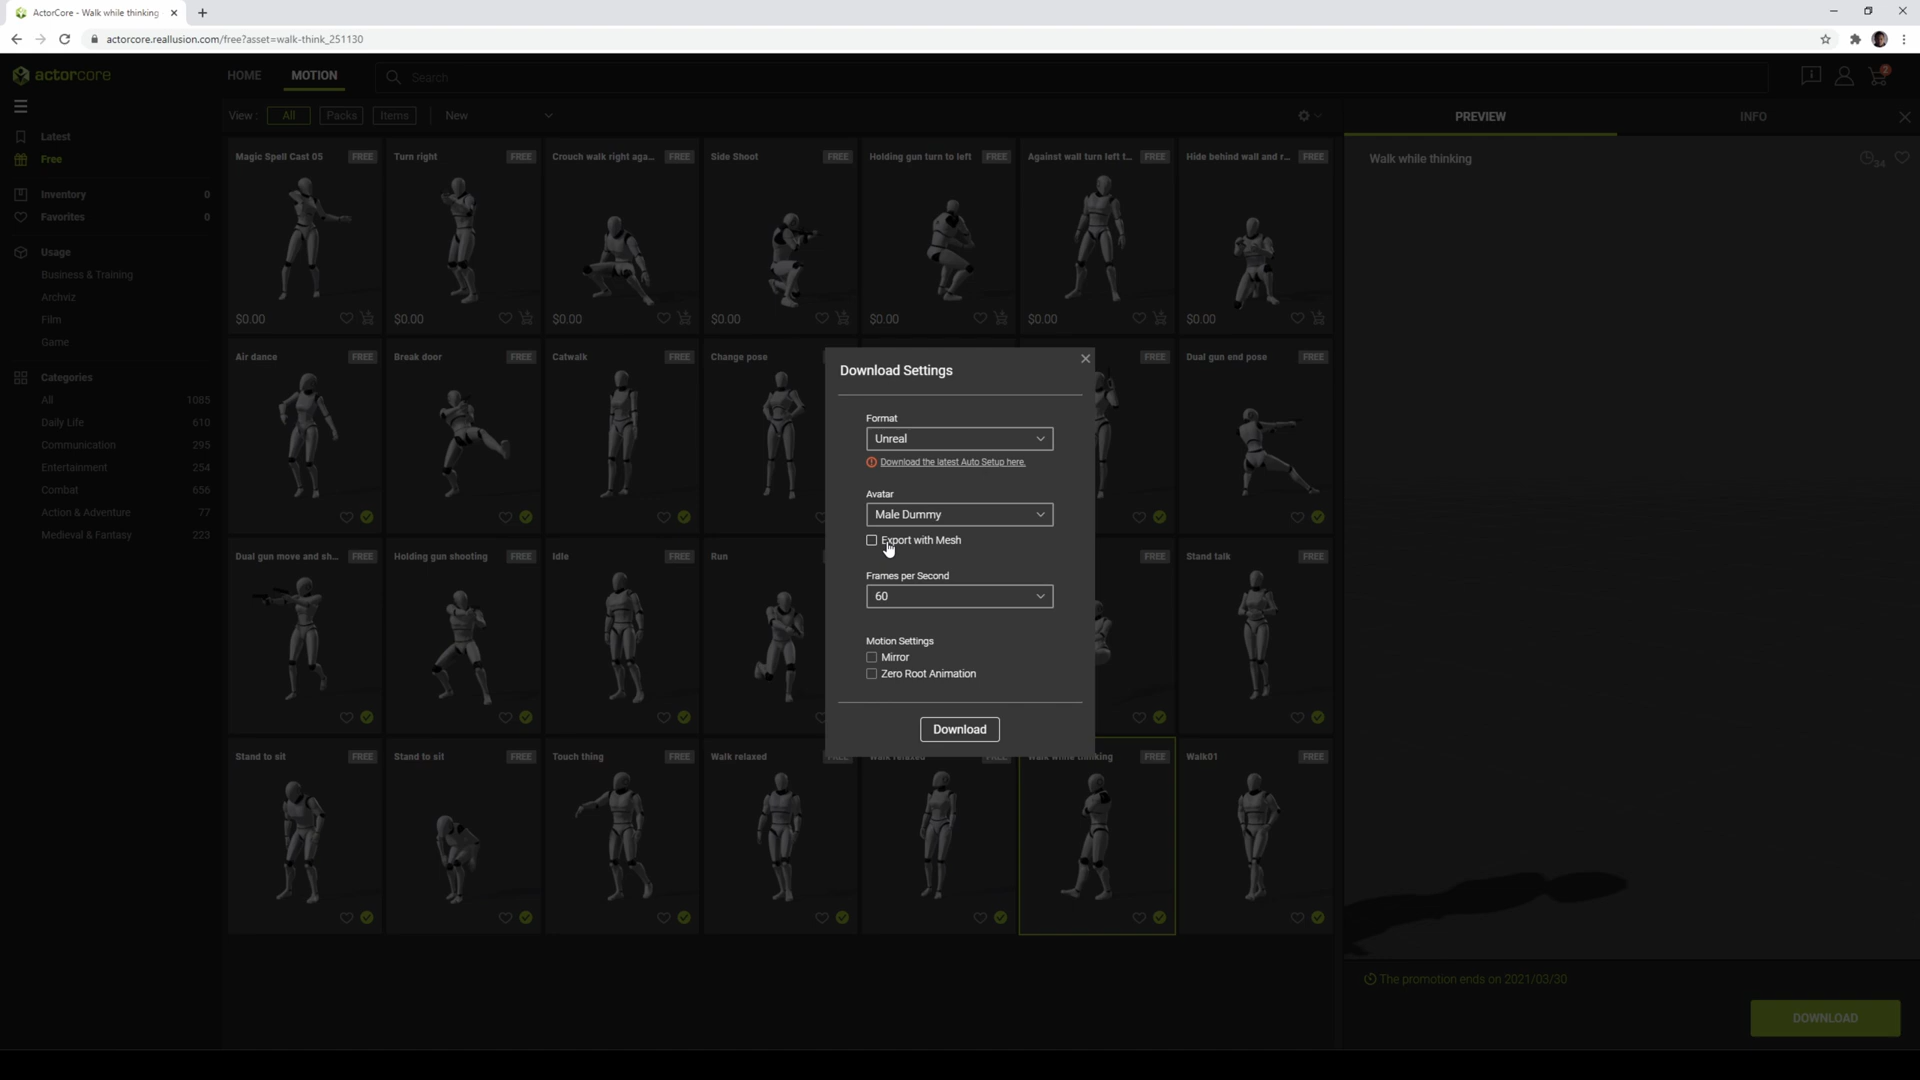 ActorCore - Walk while thinking
actorcore.reallusion.com/free?asset=walk-think_251130
actorcore
HOME
MOTION
Search
2
Latest
Free
Inventory 0
Favorites 0
Usage
Business & Training
Archviz
Film
Game
Categories
All 1085
Daily Life 610
Communication 295
Entertainment 254
Combat 656
Action & Adventure 77
Medieval & Fantasy 223
View : All Packs Items New
Magic Spell Cast 05 FREE
$0.00
Turn right FREE
$0.00
Crouch walk right aga... FREE
$0.00
Side Shoot FREE
$0.00
Holding gun turn to left FREE
$0.00
Against wall turn left t... FREE
$0.00
Hide behind wall and r... FREE
$0.00
Air dance FREE
Break door FREE
Catwalk FREE
Change pose
FREE
Dual gun end pose FREE
Dual gun move and sh... FREE
Holding gun shooting FREE
Idle FREE
Run
FREE
Stand talk FREE
Stand to sit FREE
Stand to sit FREE
Touch thing FREE
Walk relaxed FREE
Walk relaxed FREE
Walk while thinking FREE
Walk01 FREE
Download Settings
Format
Unreal
Download the latest Auto Setup here.
Avatar
Male Dummy
Export with Mesh
Frames per Second
60
Motion Settings
Mirror
Zero Root Animation
Download
PREVIEW
INFO
Walk while thinking
34
The promotion ends on 2021/03/30
DOWNLOAD